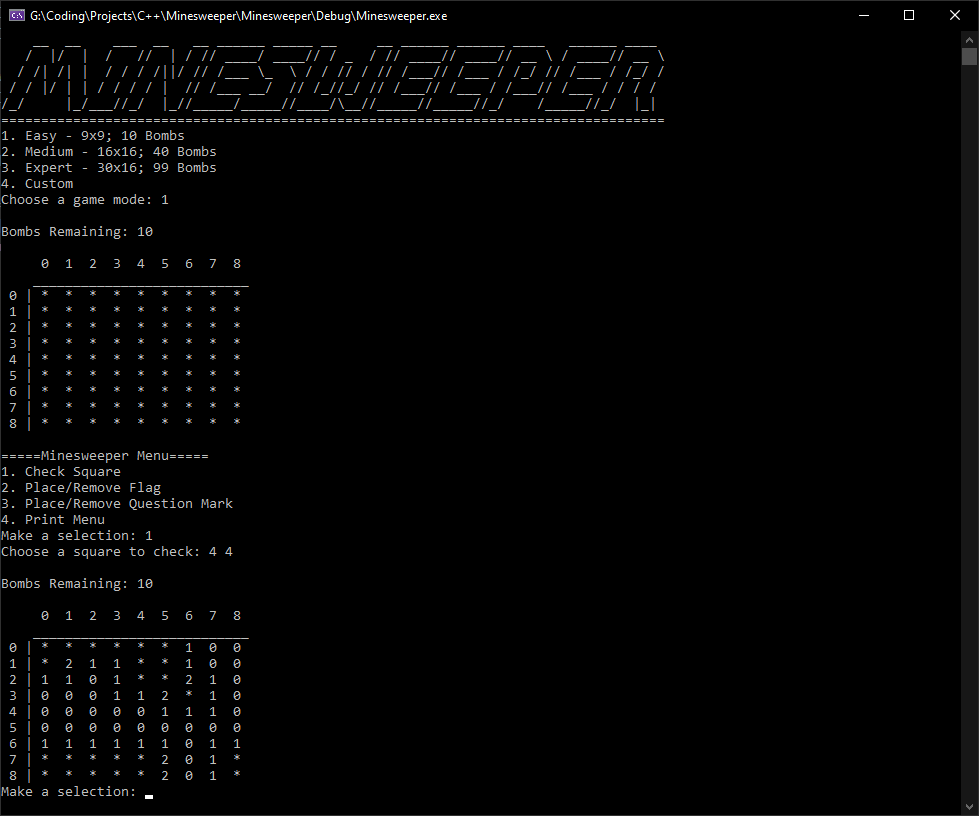 G:\Coding\Projects\C++\Minesweeper\Minesweeper\Debug\Minesweeper.exe
MINESWEEPER
===================================================================================
1. Easy - 9x9; 10 Bombs
2. Medium - 16x16; 40 Bombs
3. Expert - 30x16; 99 Bombs
4. Custom
Choose a game mode: 1
Bombs Remaining: 10
0 1 2 3 4 5 6 7 8
___________________________
0 | * * * * * * * * *
1 | * * * * * * * * *
2 | * * * * * * * * *
3 | * * * * * * * * *
4 | * * * * * * * * *
5 | * * * * * * * * *
6 | * * * * * * * * *
7 | * * * * * * * * *
8 | * * * * * * * * *
=====Minesweeper Menu=====
1. Check Square
2. Place/Remove Flag
3. Place/Remove Question Mark
4. Print Menu
Make a selection: 1
Choose a square to check: 4 4
Bombs Remaining: 10
0 1 2 3 4 5 6 7 8
___________________________
0 | * * * * * * 1 0 0
1 | * 2 1 1 * * 1 0 0
2 | 1 1 0 1 * * 2 1 0
3 | 0 0 0 1 1 2 * 1 0
4 | 0 0 0 0 0 1 1 1 0
5 | 0 0 0 0 0 0 0 0 0
6 | 1 1 1 1 1 1 0 1 1
7 | * * * * * 2 0 1 *
8 | * * * * * 2 0 1 *
Make a selection: